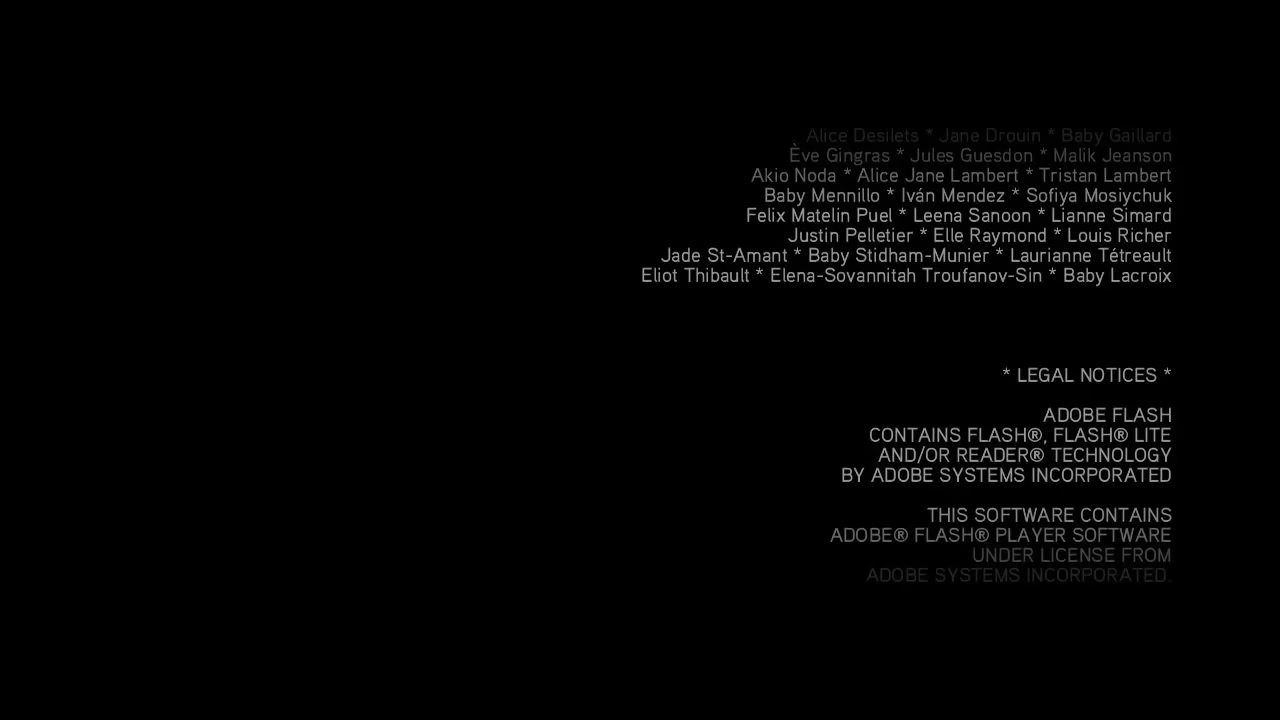 Alice Desilets * Jane Drouin * Baby Gaillard
Ève Gingras * Jules Guesdon * Malik Jeanson
Akio Noda * Alice Jane Lambert * Tristan Lambert
Baby Mennillo * Iván Mendez * Sofiya Mosiychuk
Felix Matelin Puel * Leena Sanoon * Lianne Simard
Justin Pelletier * Elle Raymond * Louis Richer
Jade St-Amant * Baby Stidham-Munier * Laurianne Tétreault
Eliot Thibault * Elena-Sovannitah Troufanov-Sin * Baby Lacroix
* LEGAL NOTICES *
ADOBE FLASH
CONTAINS FLASH®, FLASH® LITE
AND/OR READER® TECHNOLOGY
BY ADOBE SYSTEMS INCORPORATED
THIS SOFTWARE CONTAINS
ADOBE® FLASH® PLAYER SOFTWARE
UNDER LICENSE FROM
ADOBE SYSTEMS INCORPORATED.